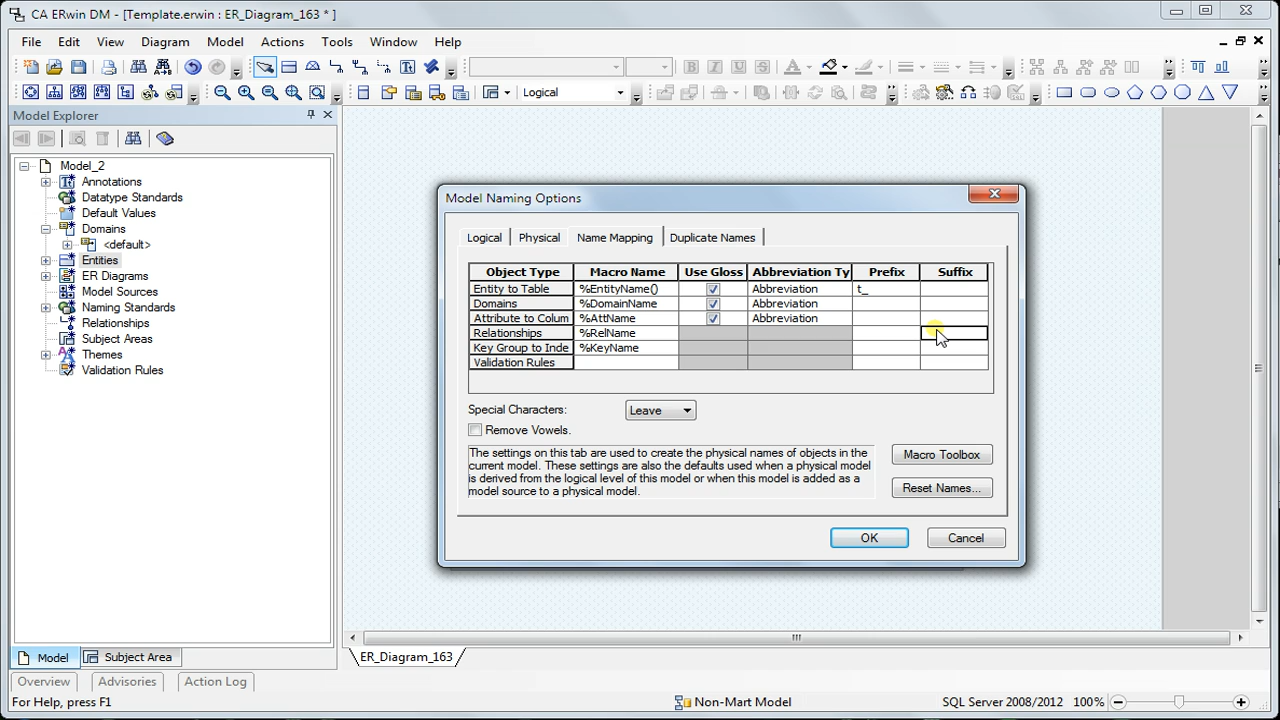 CA ERwin DM - [Template.erwin : ER_Diagram_163 * ]
File Edit View Diagram Model Actions Tools Window Help
Logical
Model Explorer
Model_2
Annotations
Datatype Standards
Default Values
Domains
<default>
Entities
ER Diagrams
Model Sources
Naming Standards
Relationships
Subject Areas
Themes
Validation Rules
Model Subject Area
Overview Advisories Action Log
For Help, press F1
Model Naming Options
Logical Physical Name Mapping Duplicate Names
Object Type Macro Name Use Gloss Abbreviation Ty Prefix Suffix
Entity to Table %EntityName() Abbreviation t_
Domains %DomainName Abbreviation
Attribute to Colum %AttName Abbreviation
Relationships %RelName
Key Group to Inde %KeyName
Validation Rules
Special Characters: Leave
Remove Vowels.
The settings on this tab are used to create the physical names of objects in the
current model. These settings are also the defaults used when a physical model
is derived from the logical level of this model or when this model is added as a
model source to a physical model.
Macro Toolbox
Reset Names...
OK Cancel
ER_Diagram_163
Non-Mart Model SQL Server 2008/2012 100%